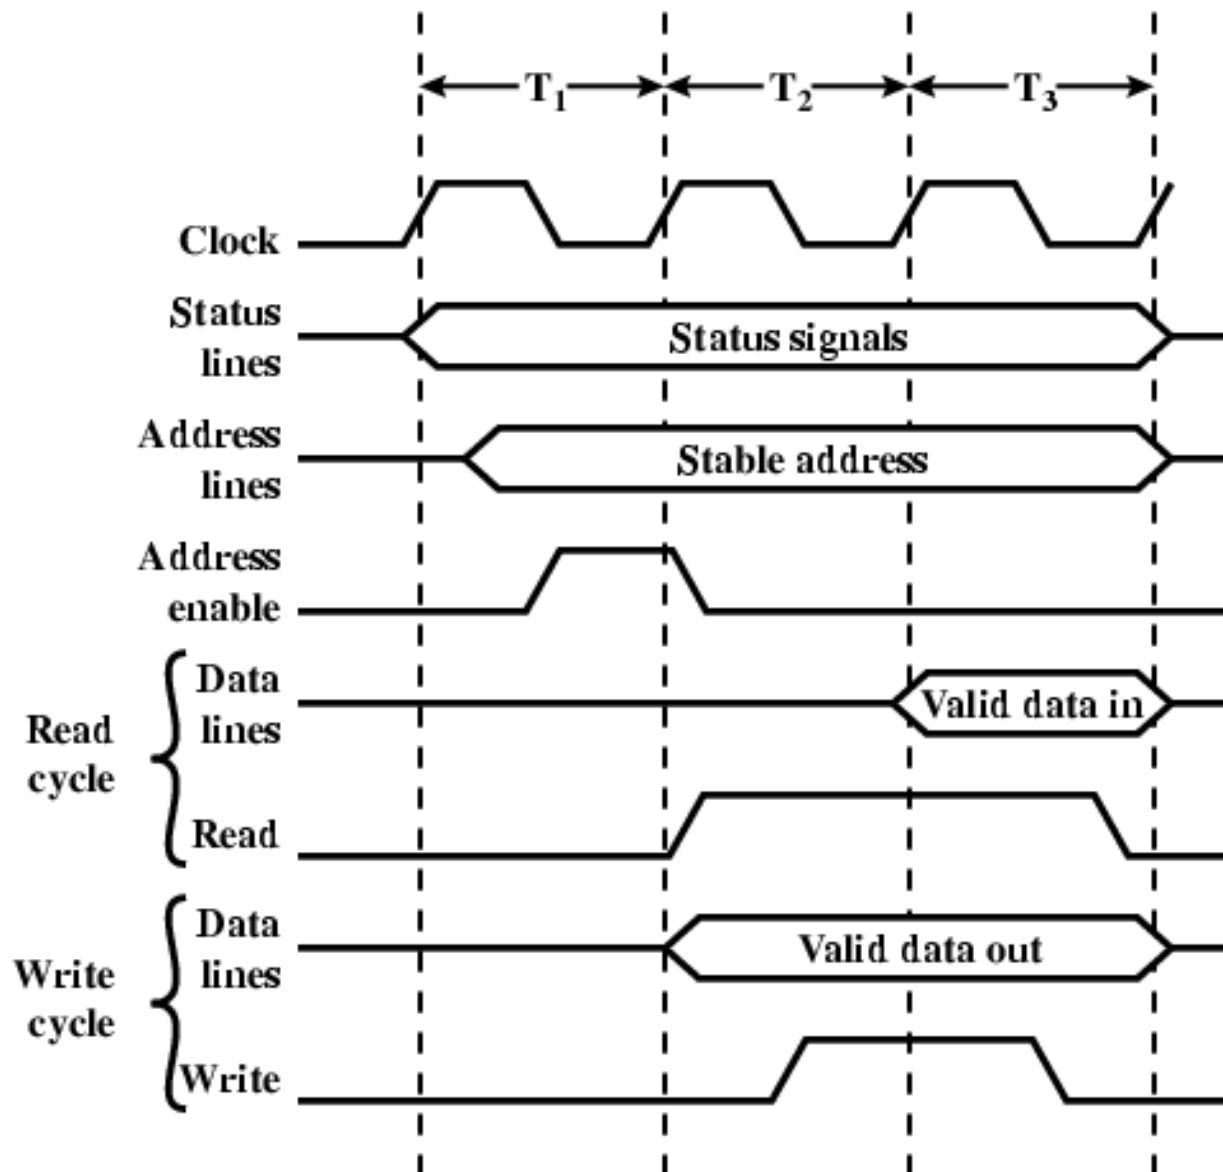 T1
T2
T3
Clock
Status
lines
Status signals
Address
lines
Stable address
Address
enable
Read
cycle
Data
lines
Valid data in
Read
Write
cycle
Data
lines
Valid data out
Write